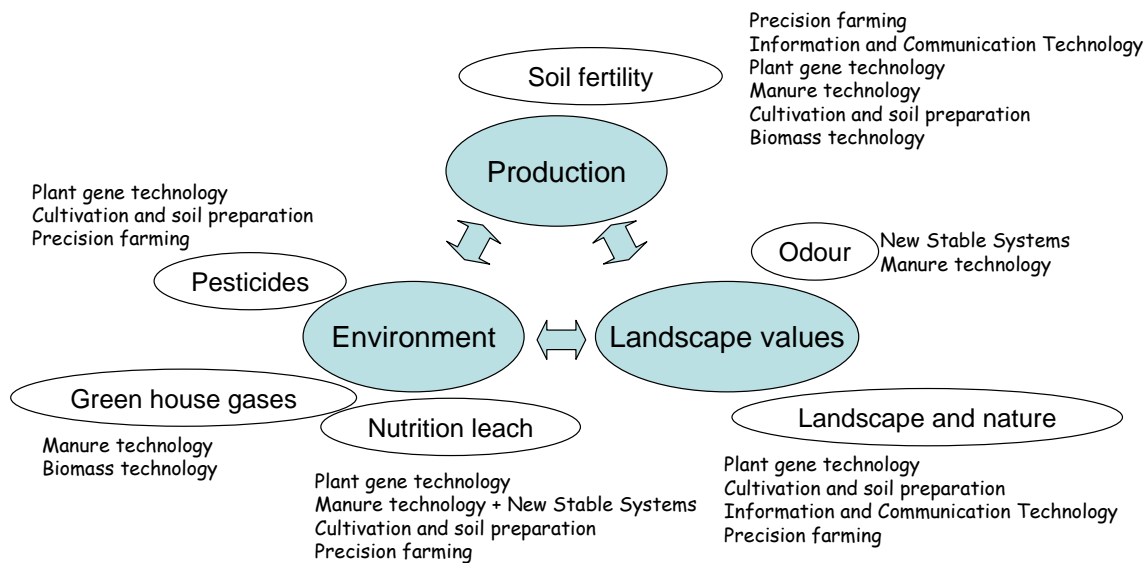 Precision farming
Information and Communication Technology
Plant gene technology
Manure technology
Cultivation and soil preparation
Biomass technology
Soil fertility
Production
Plant gene technology
Cultivation and soil preparation
Precision farming
Pesticides
Odour
New Stable Systems
Manure technology
Environment
Landscape values
Green house gases
Manure technology
Biomass technology
Nutrition leach
Plant gene technology
Manure technology + New Stable Systems
Cultivation and soil preparation
Precision farming
Landscape and nature
Plant gene technology
Cultivation and soil preparation
Information and Communication Technology
Precision farming